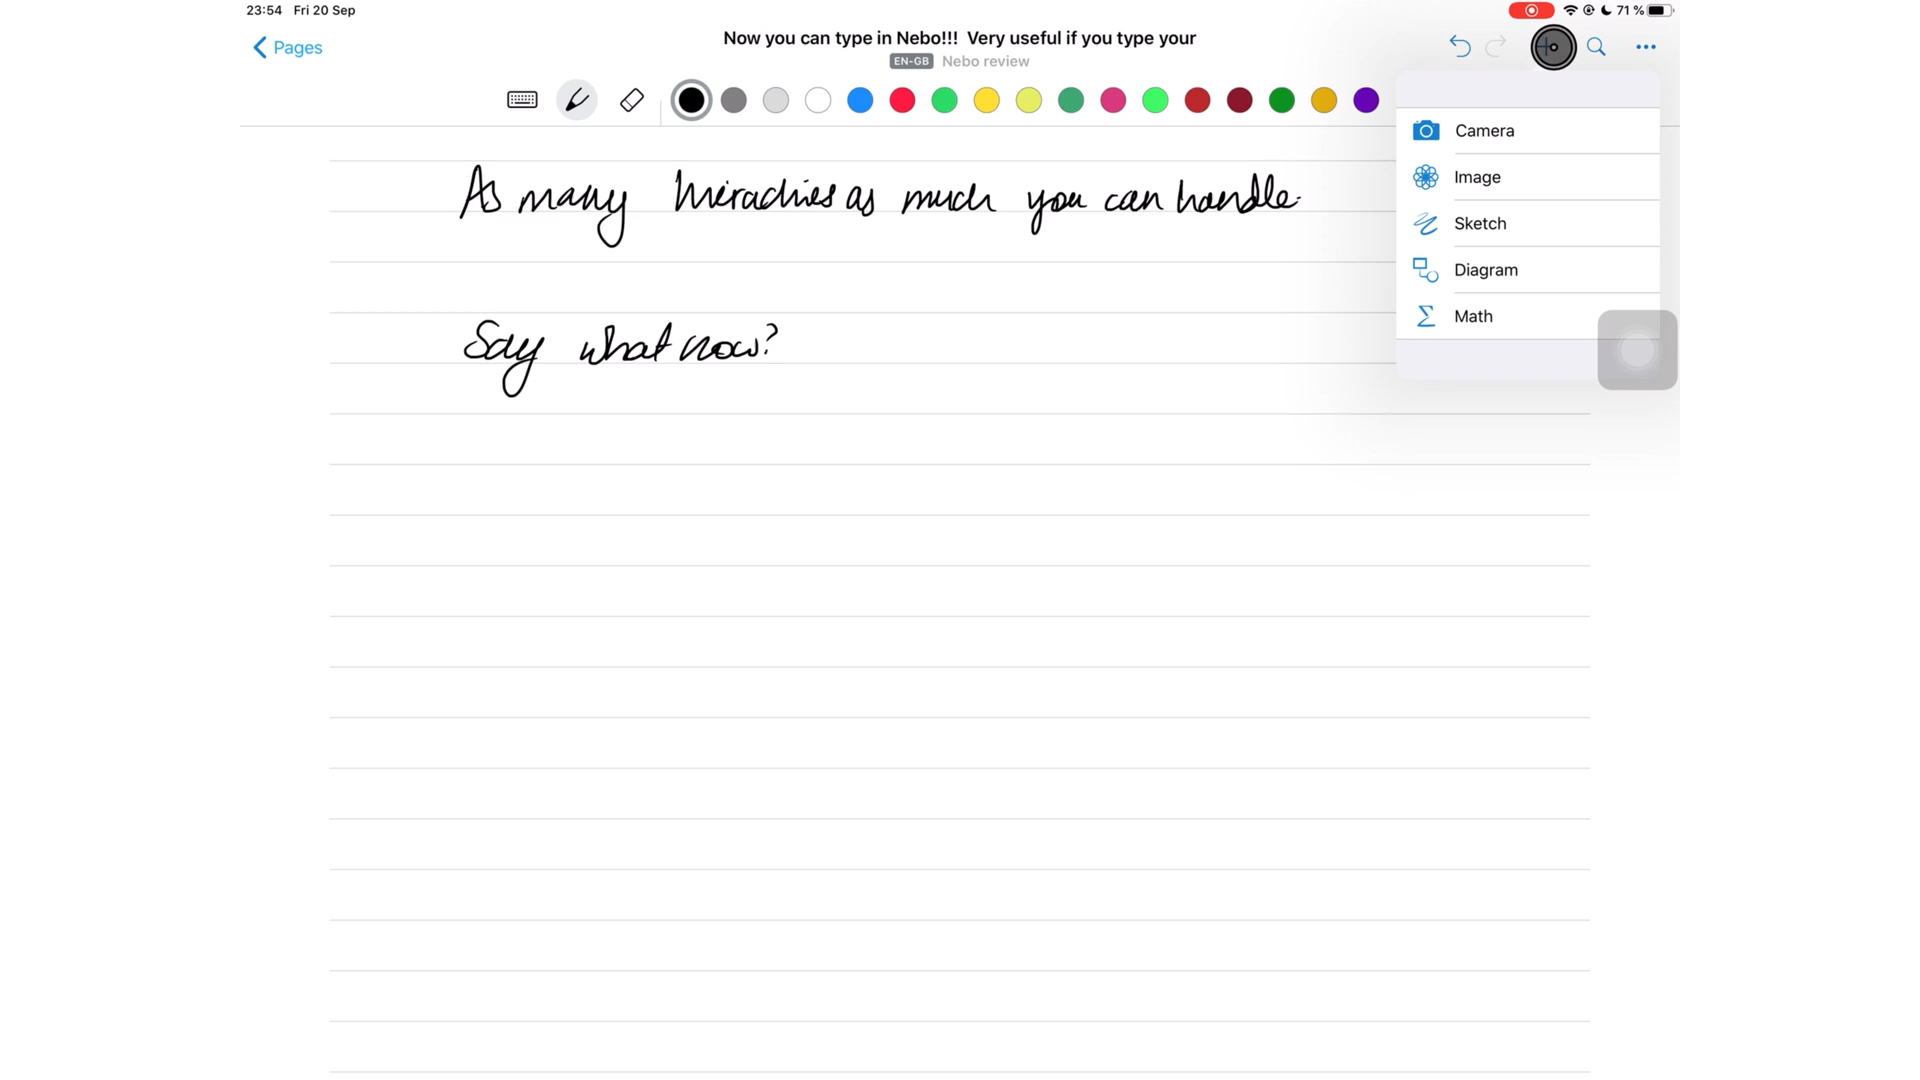 23:54 Fri 20 Sep
71 %
Pages
Now you can type in Nebo!!! Very useful if you type your
EN-GB Nebo review
Camera
Image
Sketch
Diagram
Math
As many hierachies as much you can handle.
Say what now?